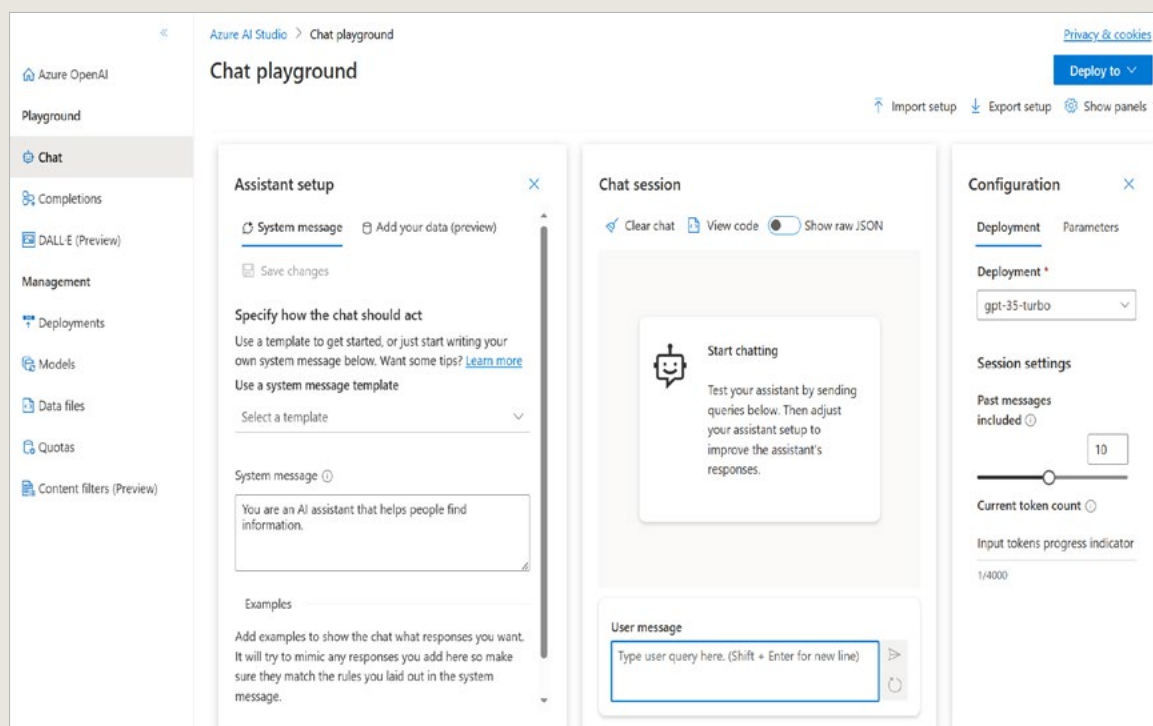 Azure AI Studio > Chat playground
Privacy & cookies
Azure OpenAI
Playground
Chat
Completions
DALL·E (Preview)
Management
Deployments
Models
Data files
Quotas
Content filters (Preview)
Chat playground
Deploy to
Import setup
Export setup
Show panels
Assistant setup
System message
Add your data (preview)
Save changes
Specify how the chat should act
Use a template to get started, or just start writing your
own system message below. Want some tips? Learn more
Use a system message template
Select a template
System message
You are an AI assistant that helps people find
information.
Examples
Add examples to show the chat what responses you want.
It will try to mimic any responses you add here so make
sure they match the rules you laid out in the system
message.
Chat session
Clear chat
View code
Show raw JSON
Start chatting
Test your assistant by sending
queries below. Then adjust
your assistant setup to
improve the assistant's
responses.
User message
Type user query here. (Shift + Enter for new line)
Configuration
Deployment
Parameters
Deployment *
gpt-35-turbo
Session settings
Past messages
included
10
Current token count
Input tokens progress indicator
1/4000